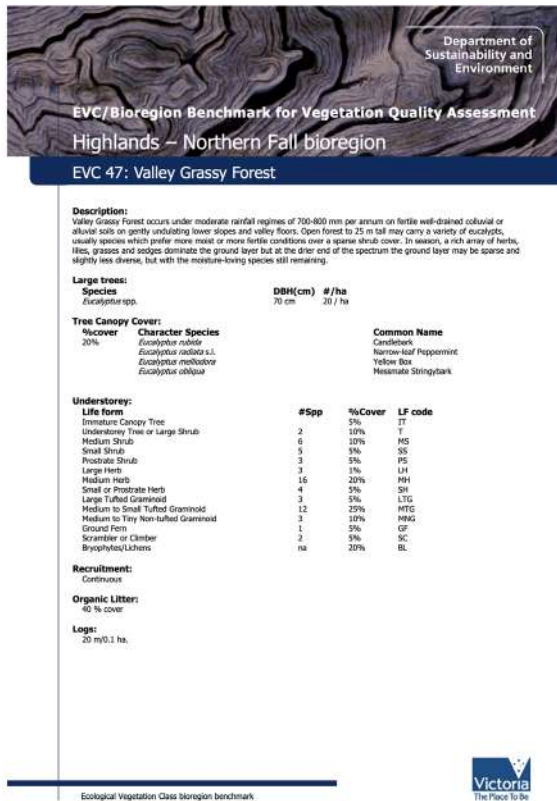 Department of
Sustainability and
Environment
EVC/Bioregion Benchmark for Vegetation Quality Assessment
Highlands – Northern Fall bioregion
EVC 47: Valley Grassy Forest
Description:
Valley Grassy Forest occurs under moderate rainfall regimes of 700-800 mm per annum on fertile well-drained colluvial or
alluvial soils on gently undulating lower slopes and valley floors. Open forest to 25 m tall may carry a variety of eucalypts,
usually species which prefer more moist or more fertile conditions over a sparse shrub cover. In season, a rich array of herbs,
lilies, grasses and sedges dominate the ground layer but at the drier end of the spectrum the ground layer may be sparse and
slightly less diverse, but with the moisture-loving species still remaining.
Large trees:
Species DBH(cm) #/ha
Eucalyptus spp. 70 cm 20 / ha
Tree Canopy Cover:
%cover Character Species Common Name
20% Eucalyptus rubida Candlebark
Eucalyptus radiata s.l. Narrow-leaf Peppermint
Eucalyptus melliodora Yellow Box
Eucalyptus obliqua Messmate Stringybark
Understorey:
Life form #Spp %Cover LF code
Immature Canopy Tree 5% IT
Understorey Tree or Large Shrub 2 10% T
Medium Shrub 6 10% MS
Small Shrub 5 5% SS
Prostrate Shrub 3 5% PS
Large Herb 3 1% LH
Medium Herb 16 20% MH
Small or Prostrate Herb 4 5% SH
Large Tufted Graminoid 3 5% LTG
Medium to Small Tufted Graminoid 12 25% MTG
Medium to Tiny Non-tufted Graminoid 3 10% MNG
Ground Fern 1 5% GF
Scrambler or Climber 2 5% SC
Bryophytes/Lichens na 20% BL
Recruitment:
Continuous
Organic Litter:
40 % cover
Logs:
20 m/0.1 ha.
Ecological Vegetation Class bioregion benchmark
Victoria
The Place To Be